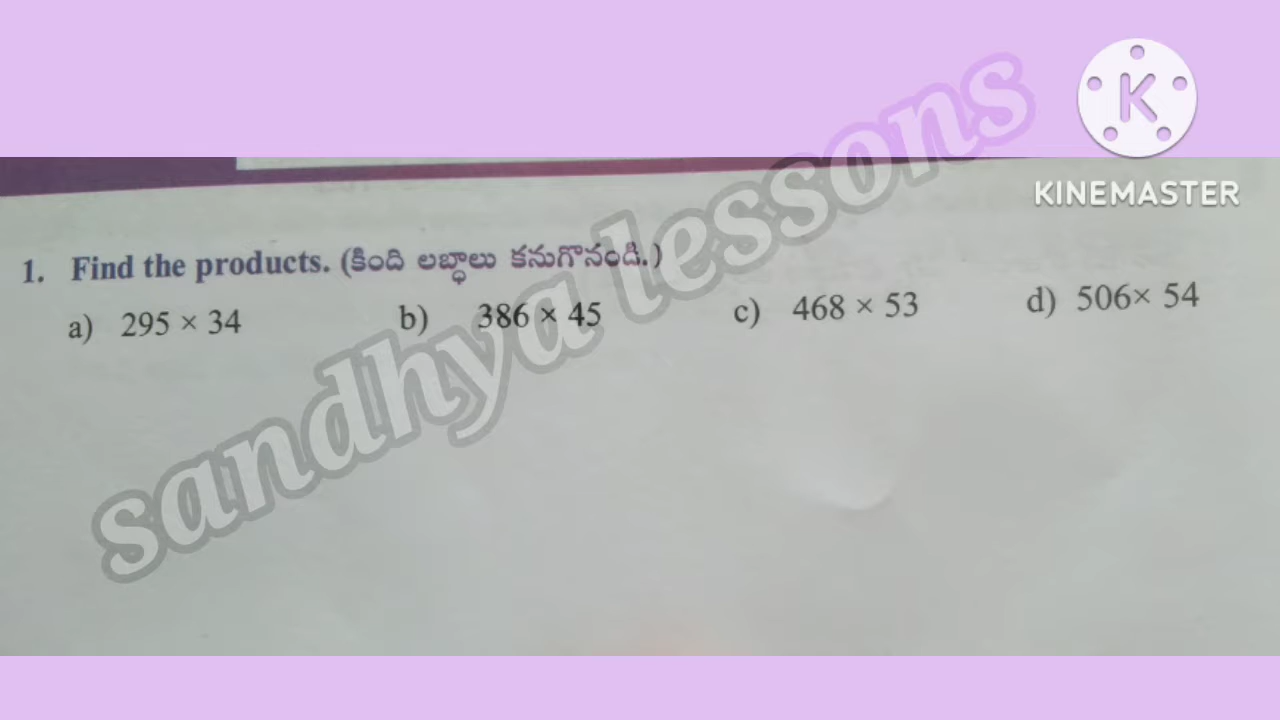 KINEMASTER
sandhya lessons
1. Find the products. (కింది లబ్ధాలు కనుగొనండి.)
a) 295 × 34 b) 386 × 45 c) 468 × 53 d) 506× 54